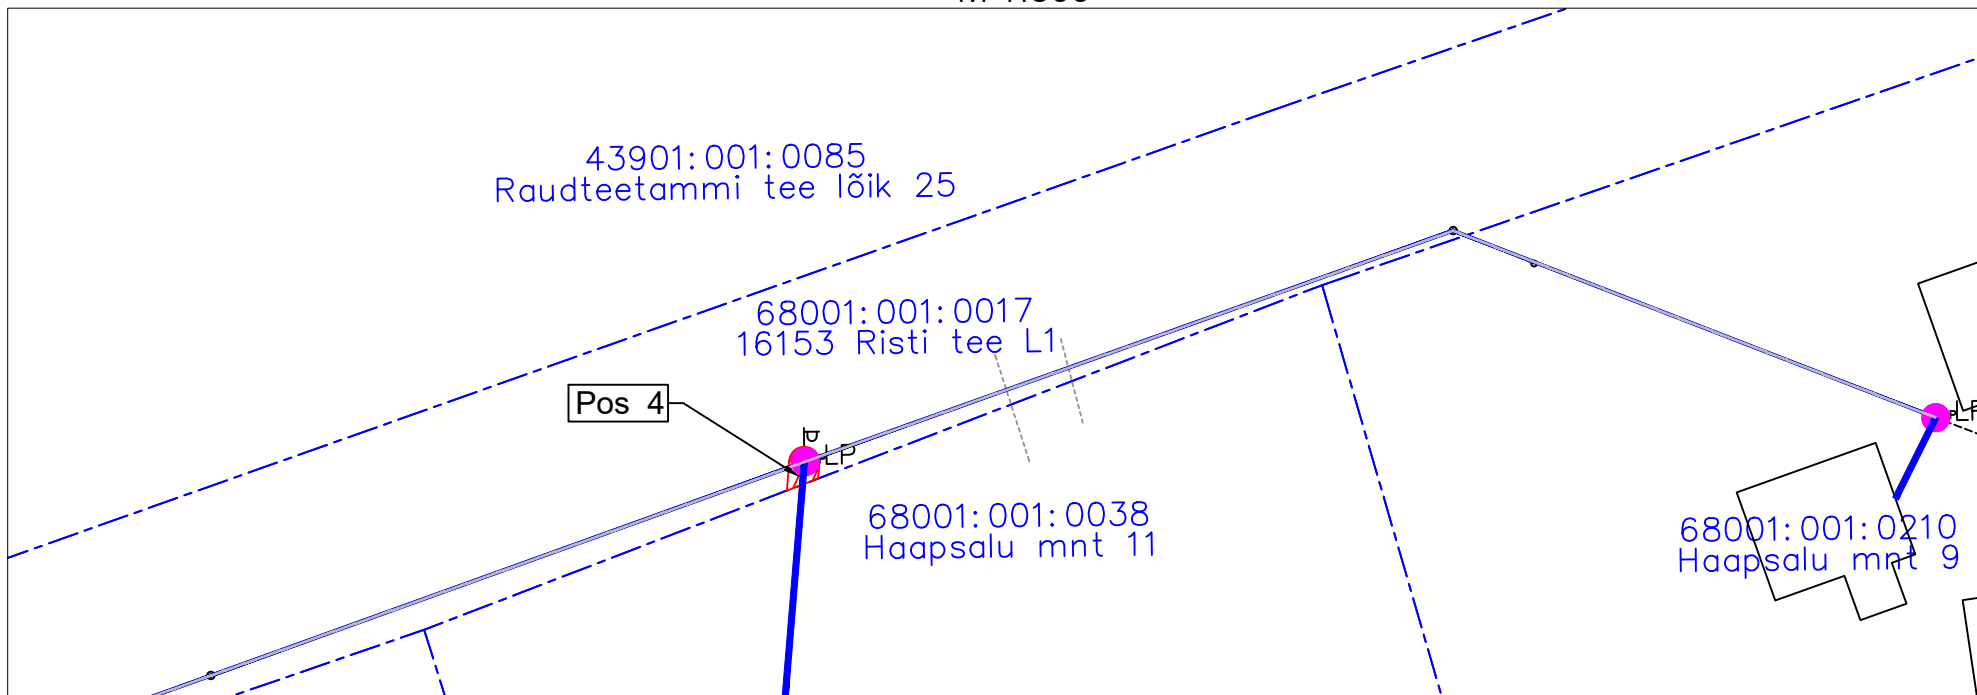 43901:001:0085
Raudteetammi tee lõik 25
68001:001:0017
16153 Risti tee L1
Pos 4
LP
68001:001:0038
Haapsalu mnt 11
LP
68001:001:0210
Haapsalu mnt 9